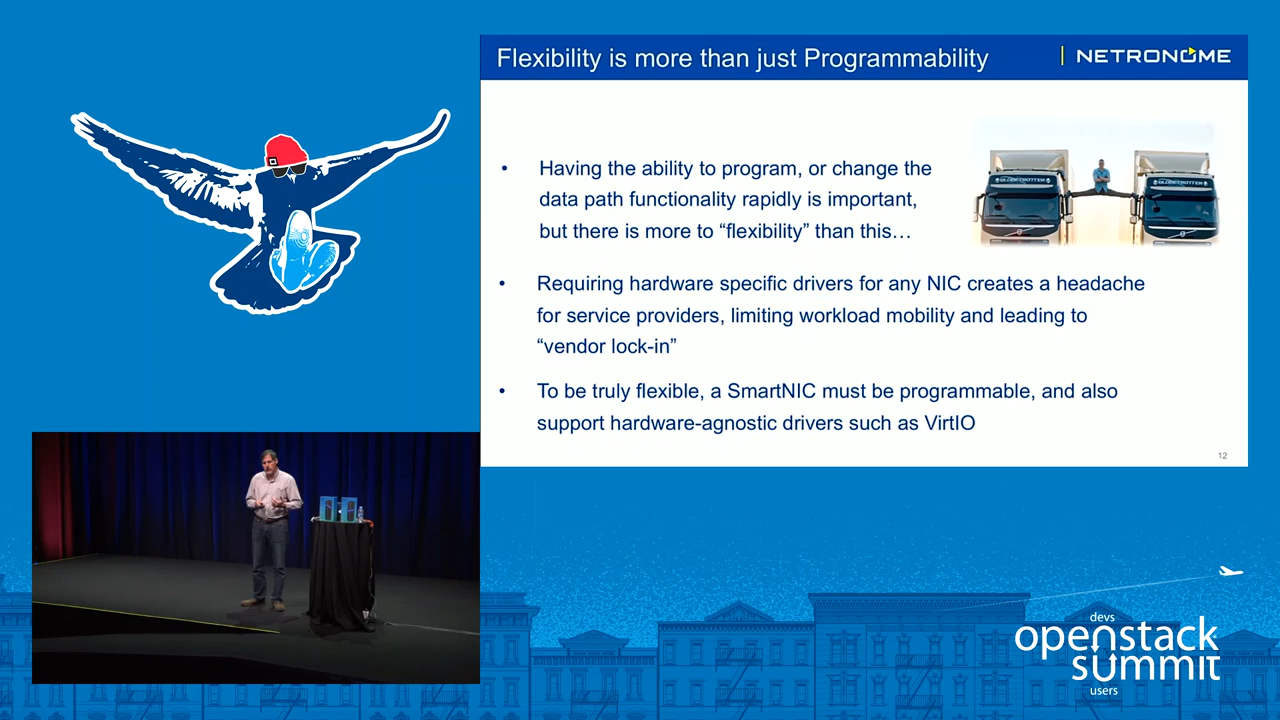 Flexibility is more than just Programmability
NETRONOME
• Having the ability to program, or change the
data path functionality rapidly is important,
but there is more to “flexibility” than this…
• Requiring hardware specific drivers for any NIC creates a headache
for service providers, limiting workload mobility and leading to
“vendor lock-in”
• To be truly flexible, a SmartNIC must be programmable, and also
support hardware-agnostic drivers such as VirtIO
12
GLOBETROTTER
GLOBETROTTER
devs
openstack
summit
users